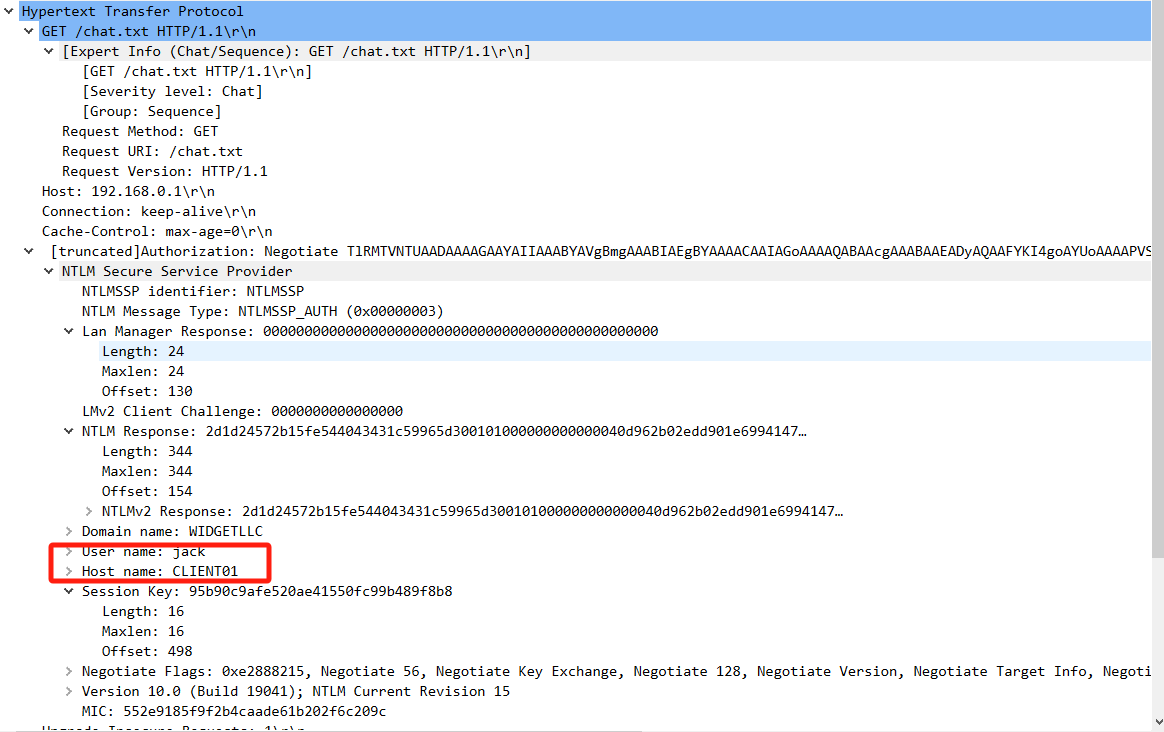 Hypertext Transfer Protocol
GET /chat.txt HTTP/1.1\r\n
[Expert Info (Chat/Sequence): GET /chat.txt HTTP/1.1\r\n]
[GET /chat.txt HTTP/1.1\r\n]
[Severity level: Chat]
[Group: Sequence]
Request Method: GET
Request URI: /chat.txt
Request Version: HTTP/1.1
Host: 192.168.0.1\r\n
Connection: keep-alive\r\n
Cache-Control: max-age=0\r\n
[truncated]Authorization: Negotiate TlRMTVNTUAADAAAAGAAYAIIAAABYAVgBmgAAABIAEgBYAAAACAAIAGoAAAAQABAAcgAAABAAEADyAQAAFYKI4goAYUoAAAAPVS
NTLM Secure Service Provider
NTLMSSP identifier: NTLMSSP
NTLM Message Type: NTLMSSP_AUTH (0x00000003)
Lan Manager Response: 000000000000000000000000000000000000000000000000
Length: 24
Maxlen: 24
Offset: 130
LMv2 Client Challenge: 0000000000000000
NTLM Response: 2d1d24572b15fe544043431c59965d300101000000000000040d962b02edd901e6994147…
Length: 344
Maxlen: 344
Offset: 154
NTLMv2 Response: 2d1d24572b15fe544043431c59965d300101000000000000040d962b02edd901e6994147…
Domain name: WIDGETLLC
User name: jack
Host name: CLIENT01
Session Key: 95b90c9afe520ae41550fc99b489f8b8
Length: 16
Maxlen: 16
Offset: 498
Negotiate Flags: 0xe2888215, Negotiate 56, Negotiate Key Exchange, Negotiate 128, Negotiate Version, Negotiate Target Info, Negoti
Version 10.0 (Build 19041); NTLM Current Revision 15
MIC: 552e9185f9f2b4caade61b202f6c209c